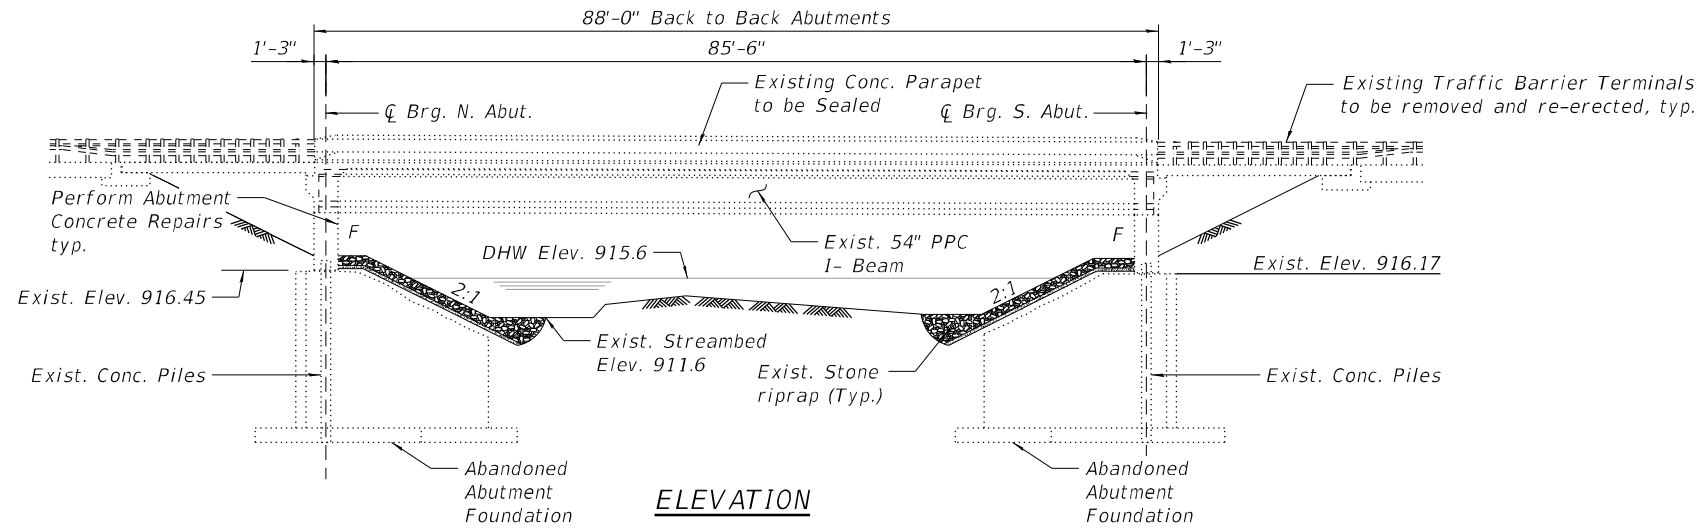 88'-0" Back to Back Abutments
1'-3"
85'-6"
1'-3"
Existing Conc. Parapet
to be Sealed
Existing Traffic Barrier Terminals
to be removed and re-erected, typ.
℄ Brg. N. Abut.
℄ Brg. S. Abut.
Perform Abutment
Concrete Repairs
typ.
F
F
DHW Elev. 915.6
Exist. 54" PPC
I- Beam
Exist. Elev. 916.17
Exist. Elev. 916.45
2:1
2:1
Exist. Streambed
Elev. 911.6
Exist. Stone
riprap (Typ.)
Exist. Conc. Piles
Exist. Conc. Piles
Abandoned
Abutment
Foundation
Abandoned
Abutment
Foundation
ELEVATION